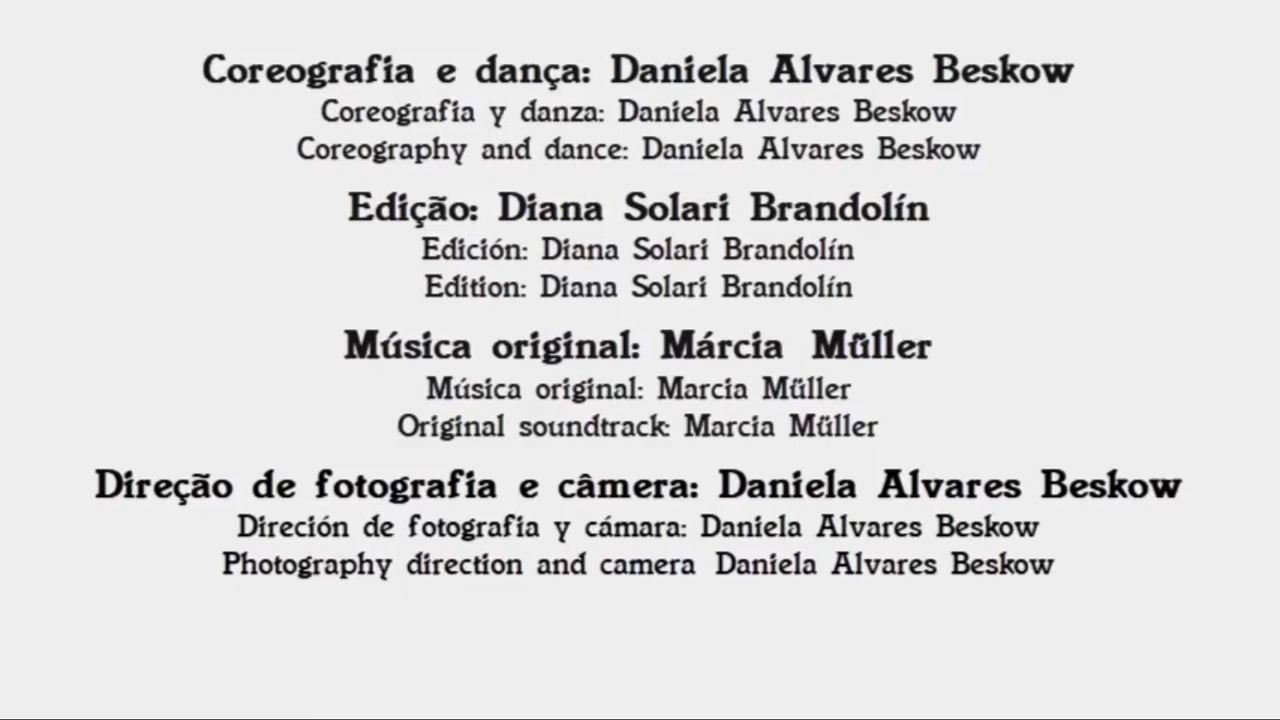 Coreografia e dança: Daniela Alvares Beskow
Coreografía y danza: Daniela Alvares Beskow
Coreography and dance: Daniela Alvares Beskow
Edição: Diana Solari Brandolín
Edición: Diana Solari Brandolín
Edition: Diana Solari Brandolín
Música original: Márcia Müller
Música original: Marcia Müller
Original soundtrack: Marcia Müller
Direção de fotografia e câmera: Daniela Alvares Beskow
Direción de fotografía y cámara: Daniela Alvares Beskow
Photography direction and camera Daniela Alvares Beskow